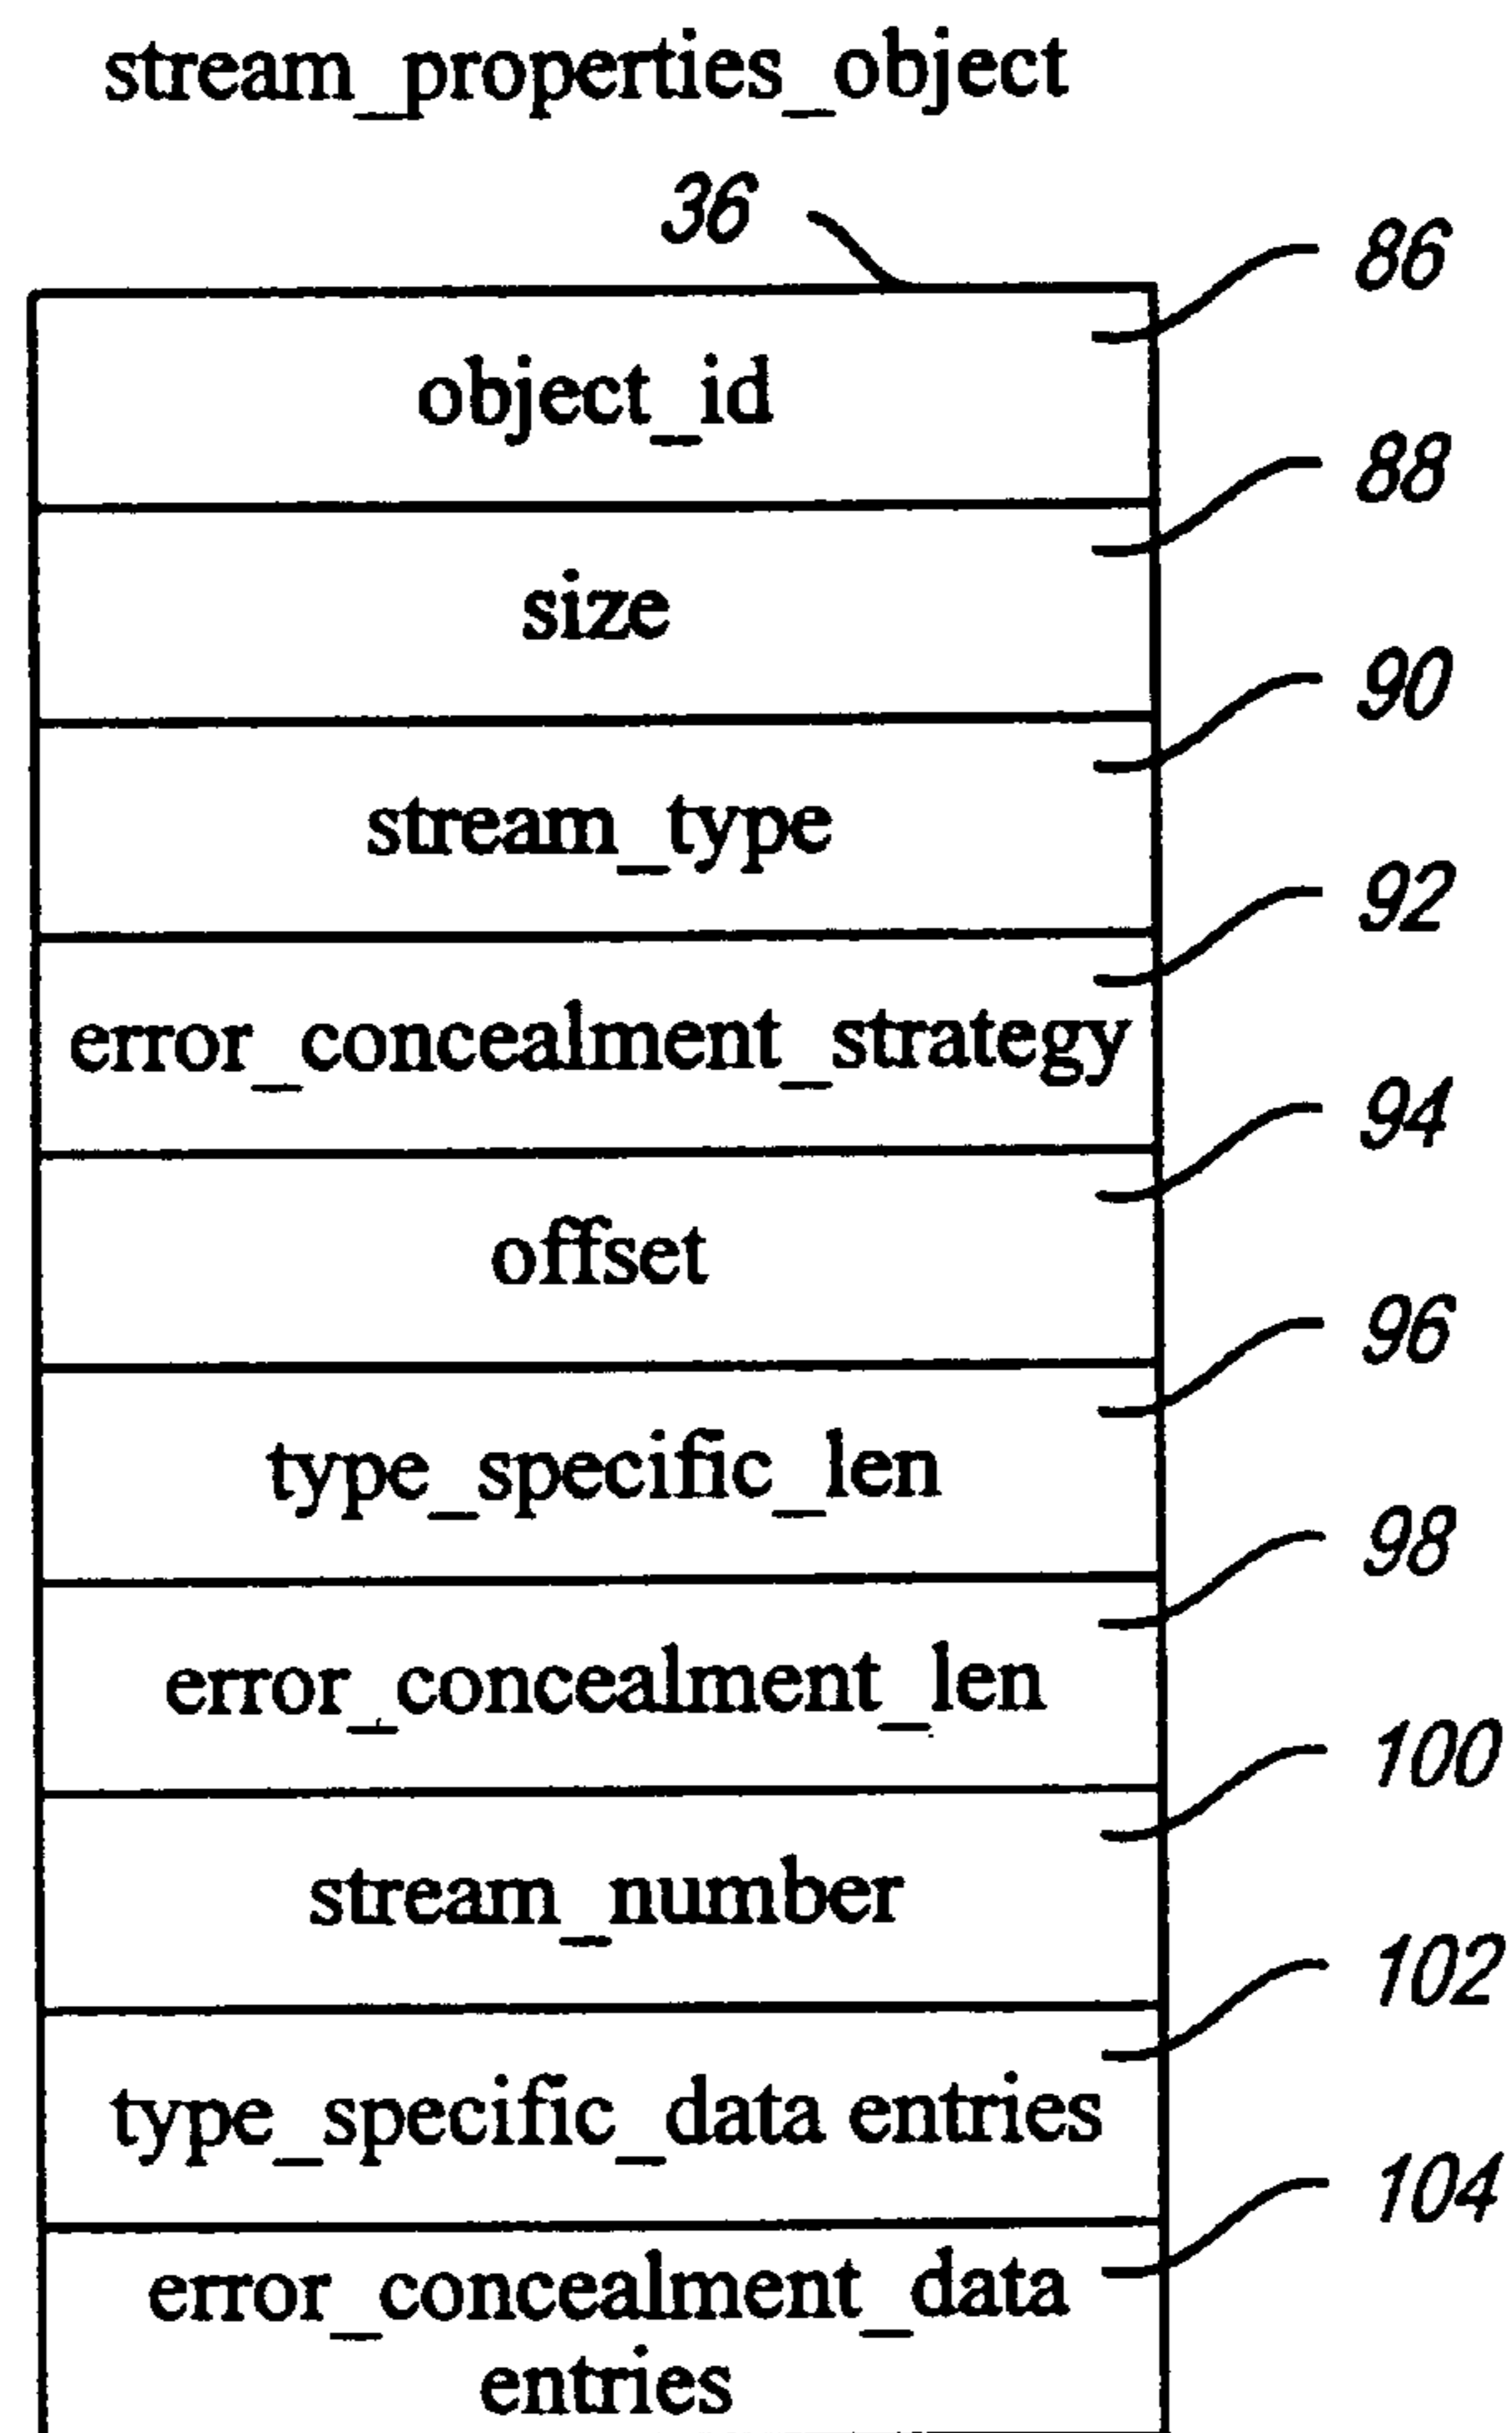 stream_properties_object
36
86
object_id
88
size
90
stream_type
92
error_concealment_strategy
94
offset
96
type_specific_len
98
error_concealment_len
100
stream_number
102
type_specific_data entries
104
error_concealment_data
entries